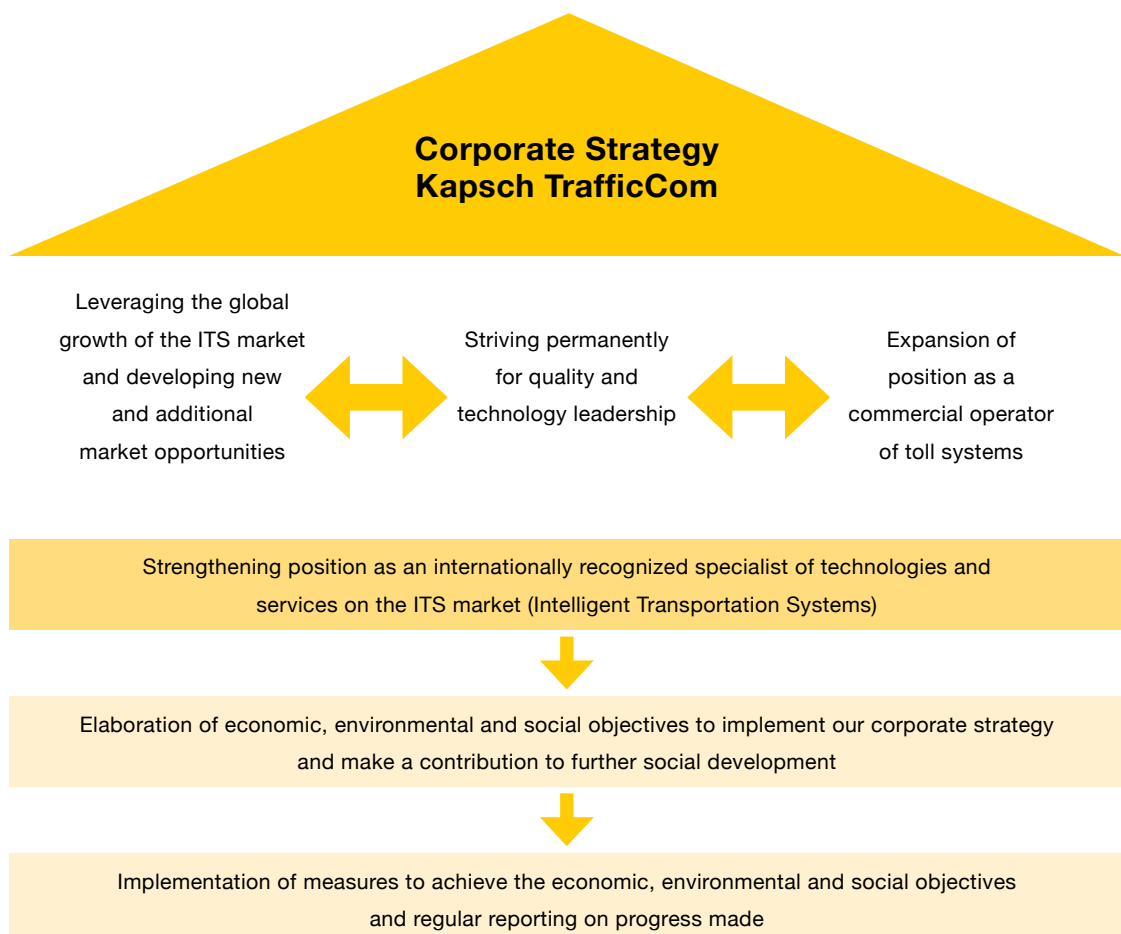 Corporate Strategy
Kapsch TrafficCom
Leveraging the global
growth of the ITS market
and developing new
and additional
market opportunities
Striving permanently
for quality and
technology leadership
Expansion of
position as a
commercial operator
of toll systems
Strengthening position as an internationally recognized specialist of technologies and
services on the ITS market (Intelligent Transportation Systems)
Elaboration of economic, environmental and social objectives to implement our corporate strategy
and make a contribution to further social development
Implementation of measures to achieve the economic, environmental and social objectives
and regular reporting on progress made